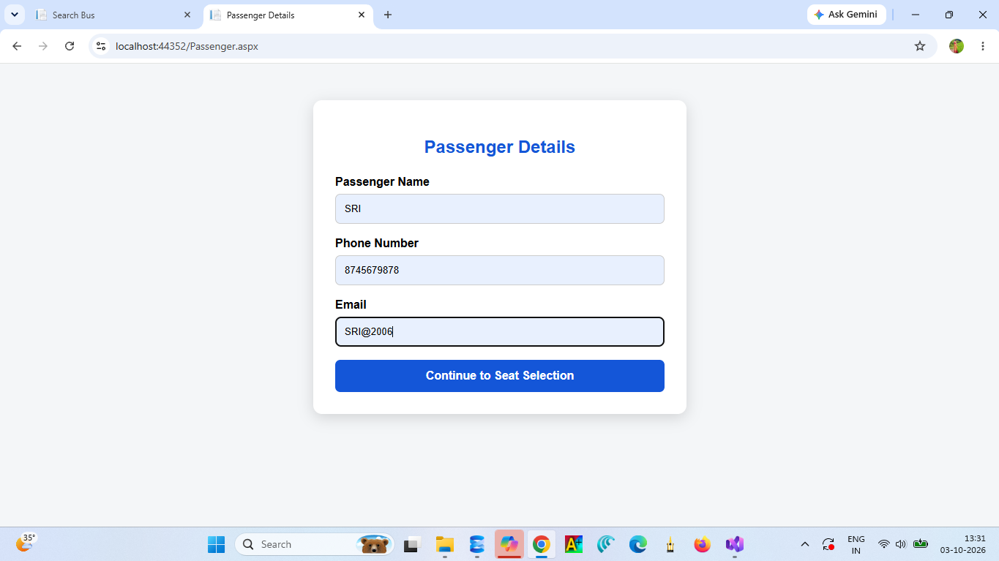 Search Bus
Passenger Details
Ask Gemini
localhost:44352/Passenger.aspx
Passenger Details
Passenger Name
SRI
Phone Number
8745679878
Email
SRI@2006
Continue to Seat Selection
35°
Search
ENG
IN
13:31
03-10-2026